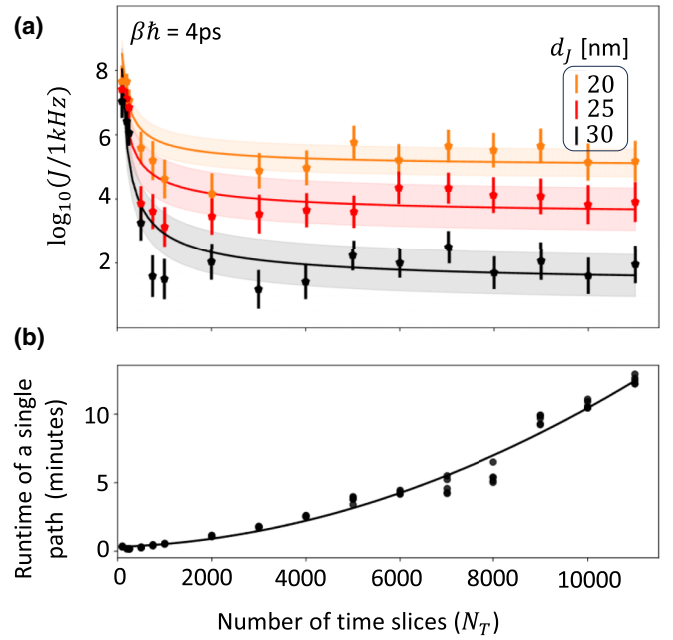 (a)
βħ = 4ps
d_J [nm]
20
25
30
log₁₀(J/1kHz)
8
6
4
2
(b)
Runtime of a single
path (minutes)
10
5
0
0 2000 4000 6000 8000 10000
Number of time slices (N_T)